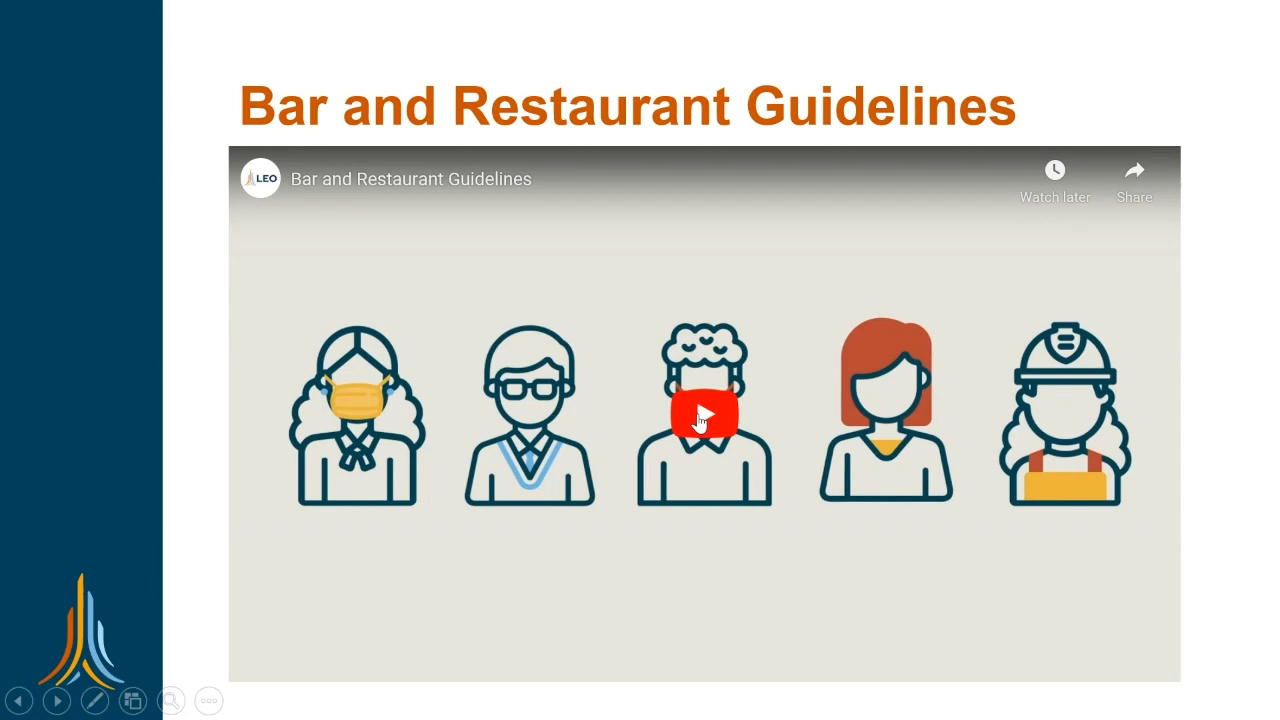 Bar and Restaurant Guidelines
LEO
Bar and Restaurant Guidelines
Watch later
Share